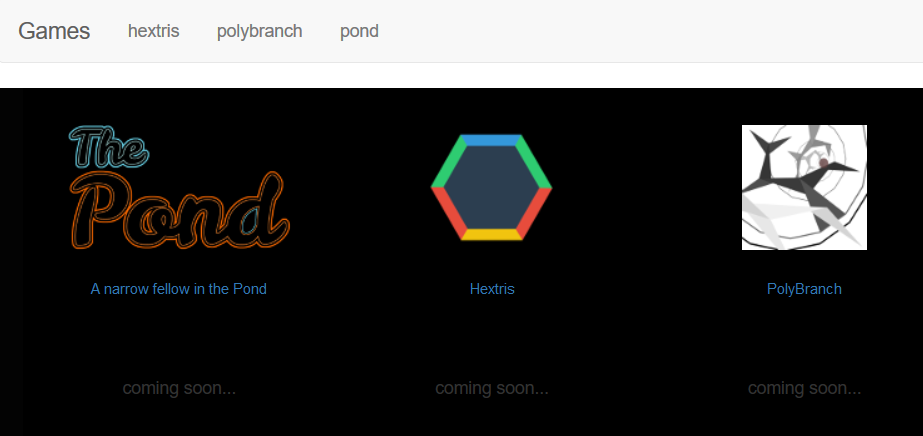 Games hextris polybranch pond
The
Pond
A narrow fellow in the Pond Hextris PolyBranch
coming soon... coming soon... coming soon...